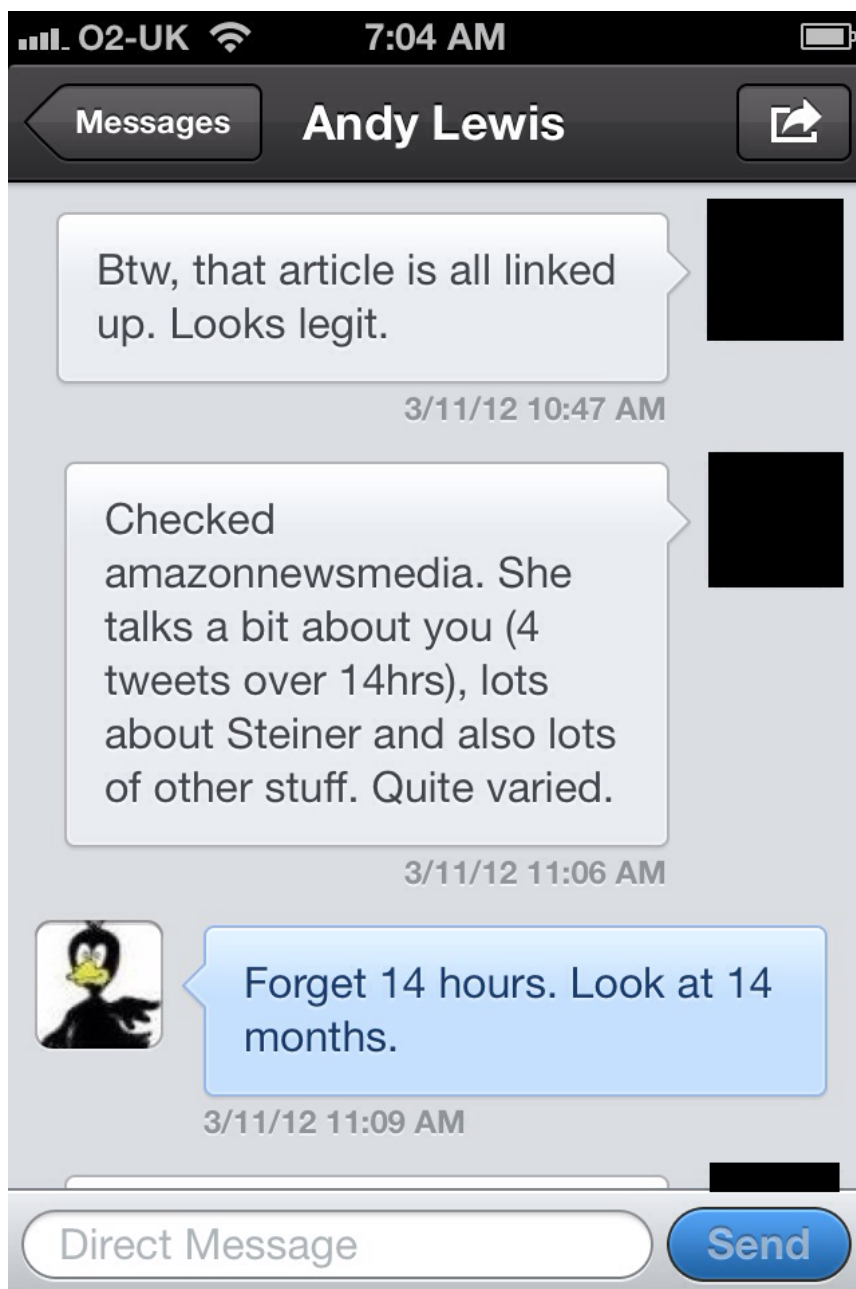 O2-UK 7:04 AM
Messages Andy Lewis
Btw, that article is all linked
up. Looks legit.
3/11/12 10:47 AM
Checked
amazonnewsmedia. She
talks a bit about you (4
tweets over 14hrs), lots
about Steiner and also lots
of other stuff. Quite varied.
3/11/12 11:06 AM
Forget 14 hours. Look at 14
months.
3/11/12 11:09 AM
Direct Message Send